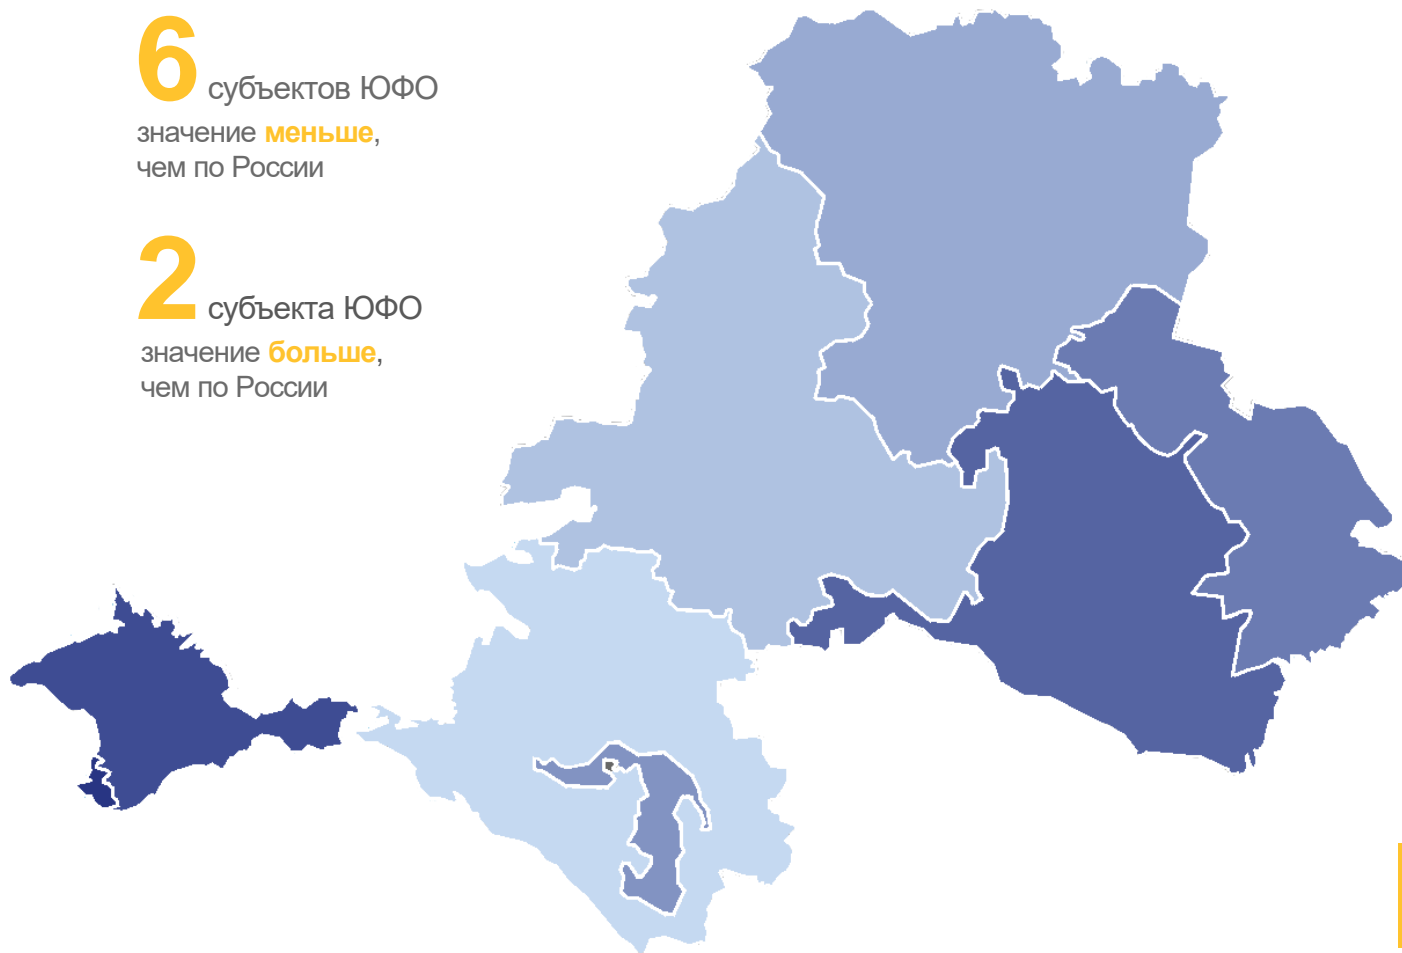 6 субъектов ЮФО
значение меньше,
чем по России
2 субъекта ЮФО
значение больше,
чем по России